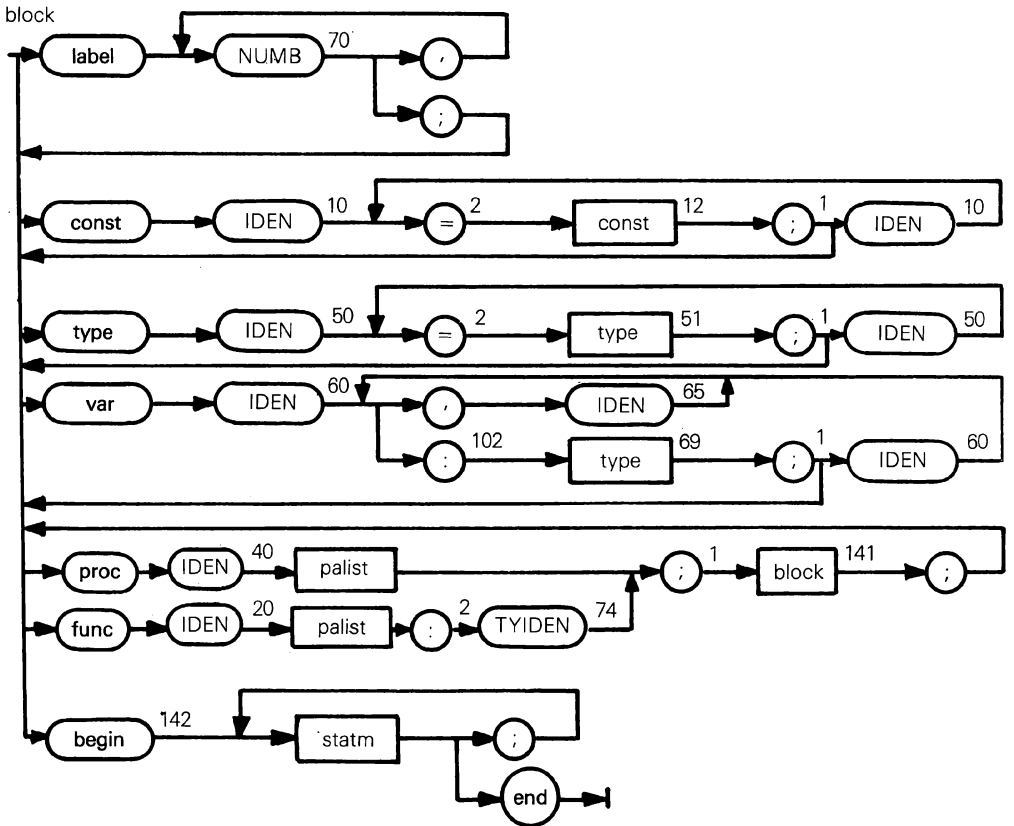 block
label NUMB 70 ,
;
const IDEN 10 = 2 const 12 ; 1 IDEN 10
type IDEN 50 = 2 type 51 ; 1 IDEN 50
var IDEN 60 , IDEN 65
: 102 type 69 ; 1 IDEN 60
proc IDEN 40 palist ; 1 block 141 ;
func IDEN 20 palist : 2 TYIDEN 74
begin 142 statm ;
end